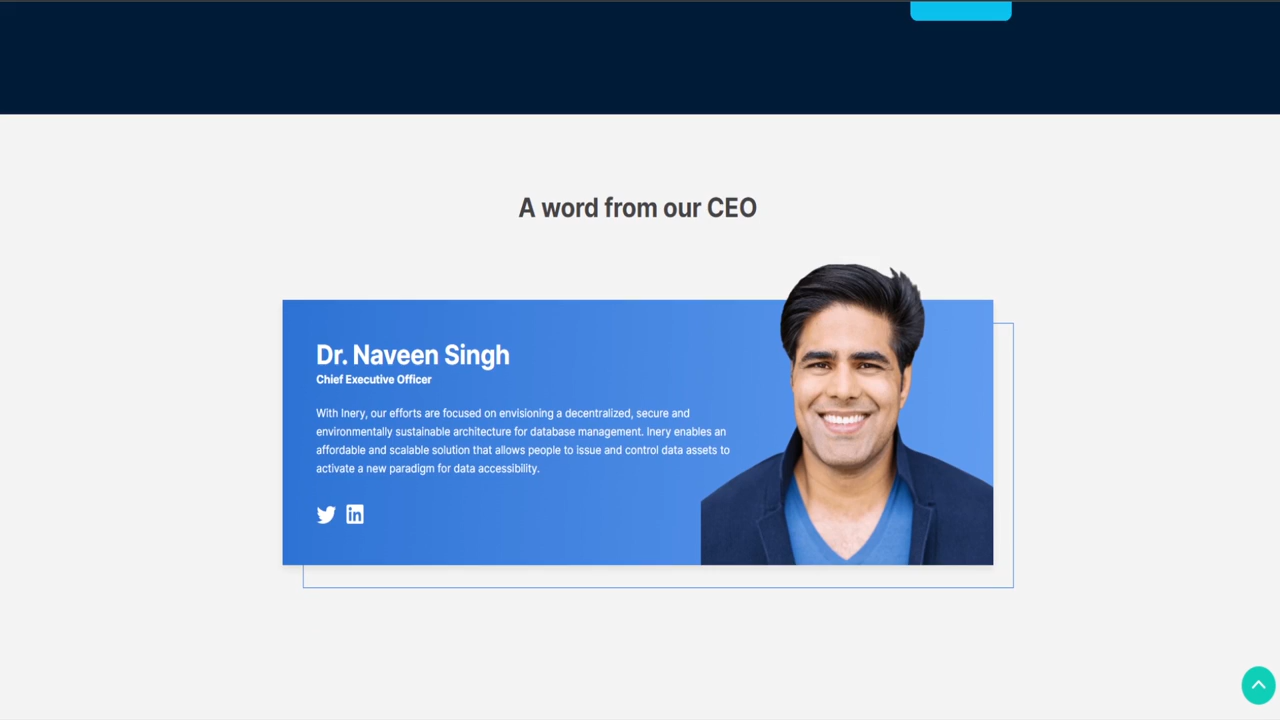 A word from our CEO
Dr. Naveen Singh
Chief Executive Officer
With Inery, our efforts are focused on envisioning a decentralized, secure and
environmentally sustainable architecture for database management. Inery enables an
affordable and scalable solution that allows people to issue and control data assets to
activate a new paradigm for data accessibility.
in